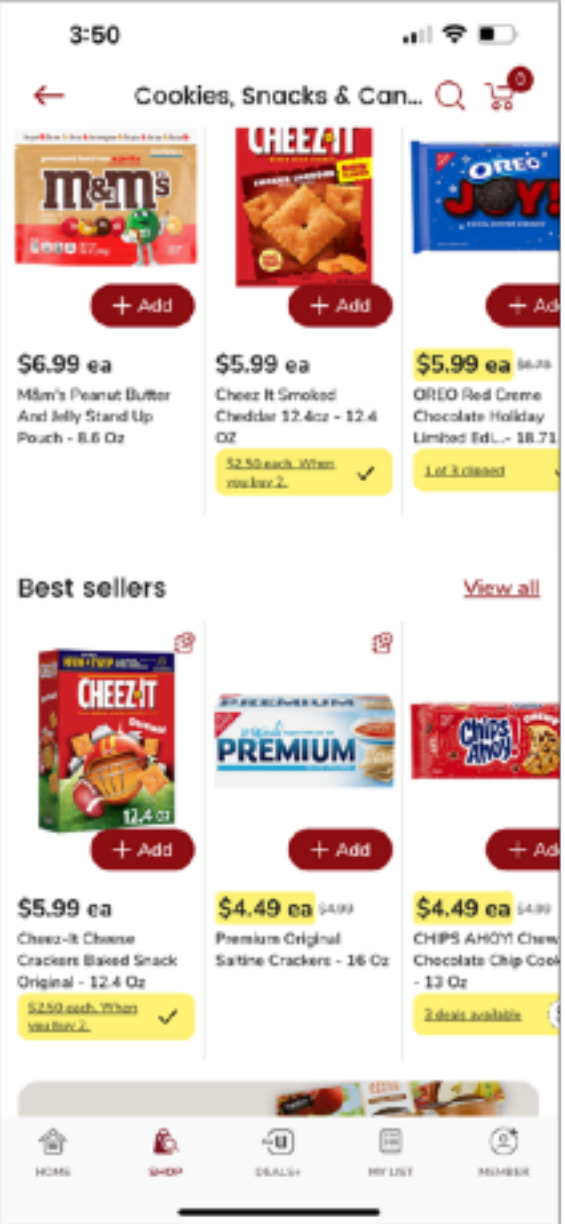 3:50
Cookies, Snacks & Can...
0
m&m's
CHEEZ-IT
OREO
JOY!
+ Add
+ Add
+ Ad
$6.99 ea
$5.99 ea
$5.99 ea
M&m's Peanut Butter
And Jelly Stand Up
Pouch - 8.6 Oz
Cheez It Smoked
Cheddar 12.4oz - 12.4
OZ
OREO Red Creme
Chocolate Holiday
Limited Edi...- 18.71
$2.50 each. When
you buy 2.
1 of 3 clipped
Best sellers
View all
CHEEZ-IT
12.4 oz
PREMIUM
PREMIUM
Chips
Ahoy!
CHEWY
+ Add
+ Add
+ Ad
$5.99 ea
$4.49 ea $4.99
$4.49 ea $4.99
Cheez-It Cheese
Crackers Baked Snack
Original - 12.4 Oz
Premium Original
Saltine Crackers - 16 Oz
CHIPS AHOY! Chew
Chocolate Chip Cook
- 13 Oz
$2.50 each. When
you buy 2.
3 deals available
HOME
SHOP
DEALS+
MY LIST
MEMBER